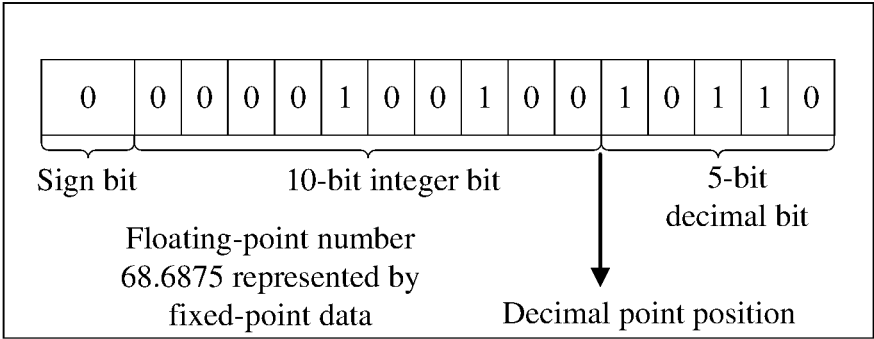 0 0 0 0 0 1 0 0 1 0 0 1 0 1 1 0
Sign bit 10-bit integer bit 5-bit
decimal bit
Floating-point number
68.6875 represented by
fixed-point data
Decimal point position